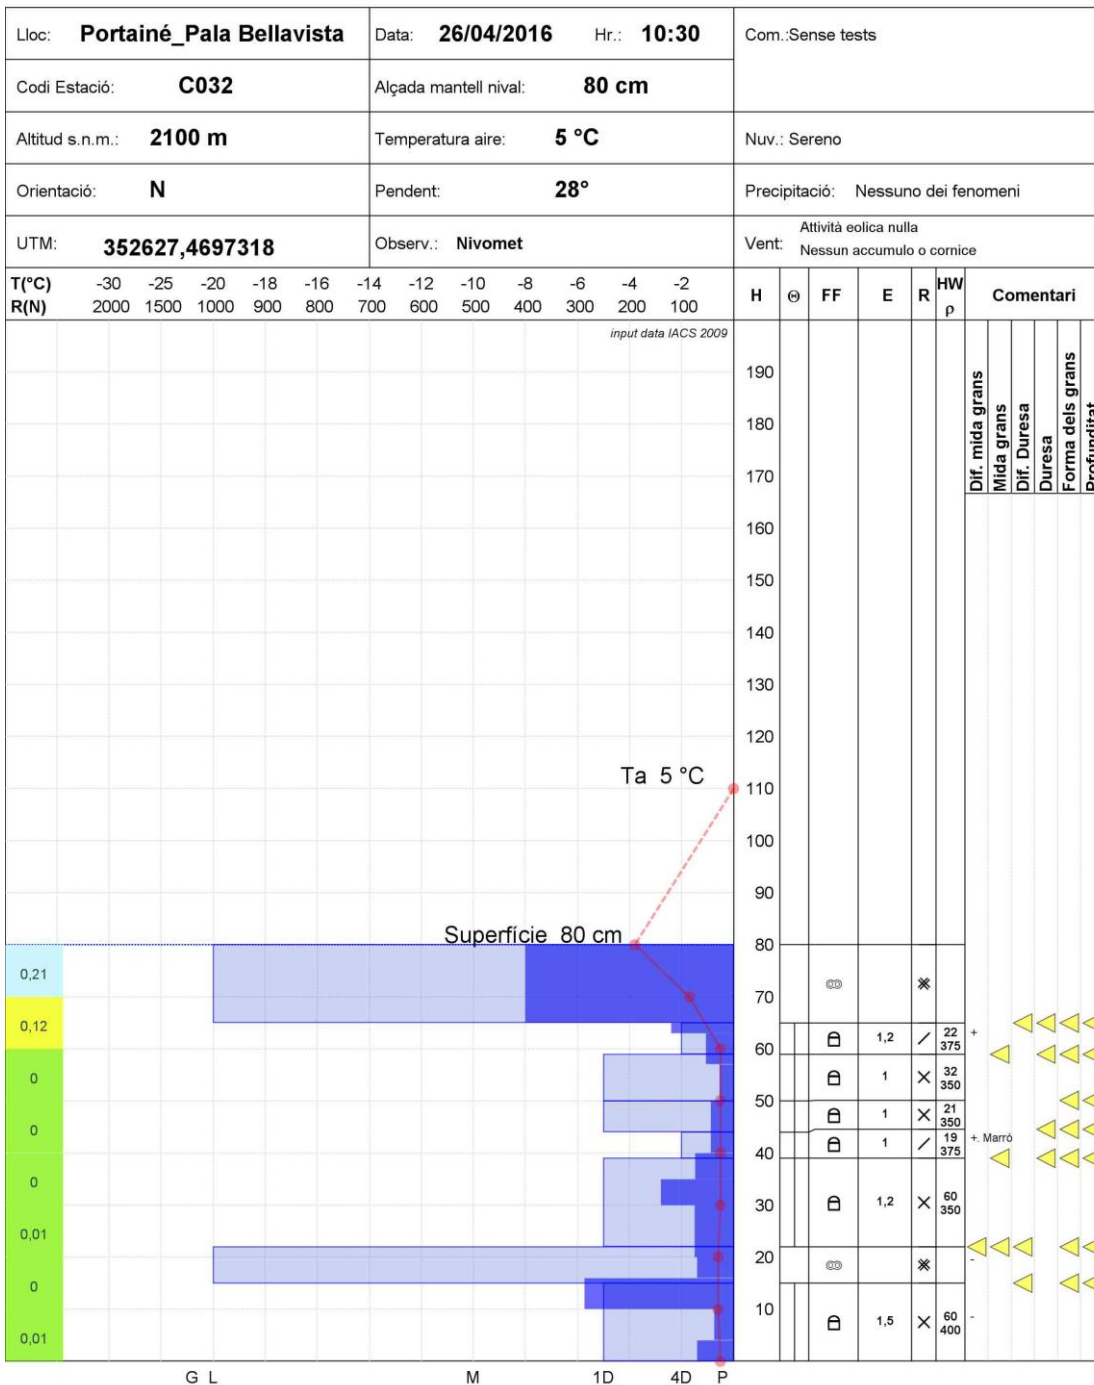 Lloc: Portainé_Pala Bellavista Data: 26/04/2016 Hr.: 10:30 Com.:Sense tests
Codi Estació: C032 Alçada mantell nival: 80 cm
Altitud s.n.m.: 2100 m Temperatura aire: 5 °C Nuv.: Sereno
Orientació: N Pendent: 28° Precipitació: Nessuno dei fenomeni
UTM: 352627,4697318 Observ.: Nivomet Vent: Attività eolica nulla
Nessun accumulo o cornice
T(°C) -30 -25 -20 -18 -16 -14 -12 -10 -8 -6 -4 -2
R(N) 2000 1500 1000 900 800 700 600 500 400 300 200 100
H Θ FF E R HW ρ Comentari
input data IACS 2009
Dif. mida grans
Mida grans
Dif. Duresa
Duresa
Forma dels grans
Profunditat
190
180
170
160
150
140
130
120
Ta 5 °C 110
100
90
Superfície 80 cm 80
0,21
70
0,12
1,2 22 375 +
60
0
1 32 350
50
0
1 21 350
1 19 375 +. Marró
40
0
1,2 60 350
30
0,01
20
-
0
10
1,5 60 400 -
0,01
G L M 1D 4D P